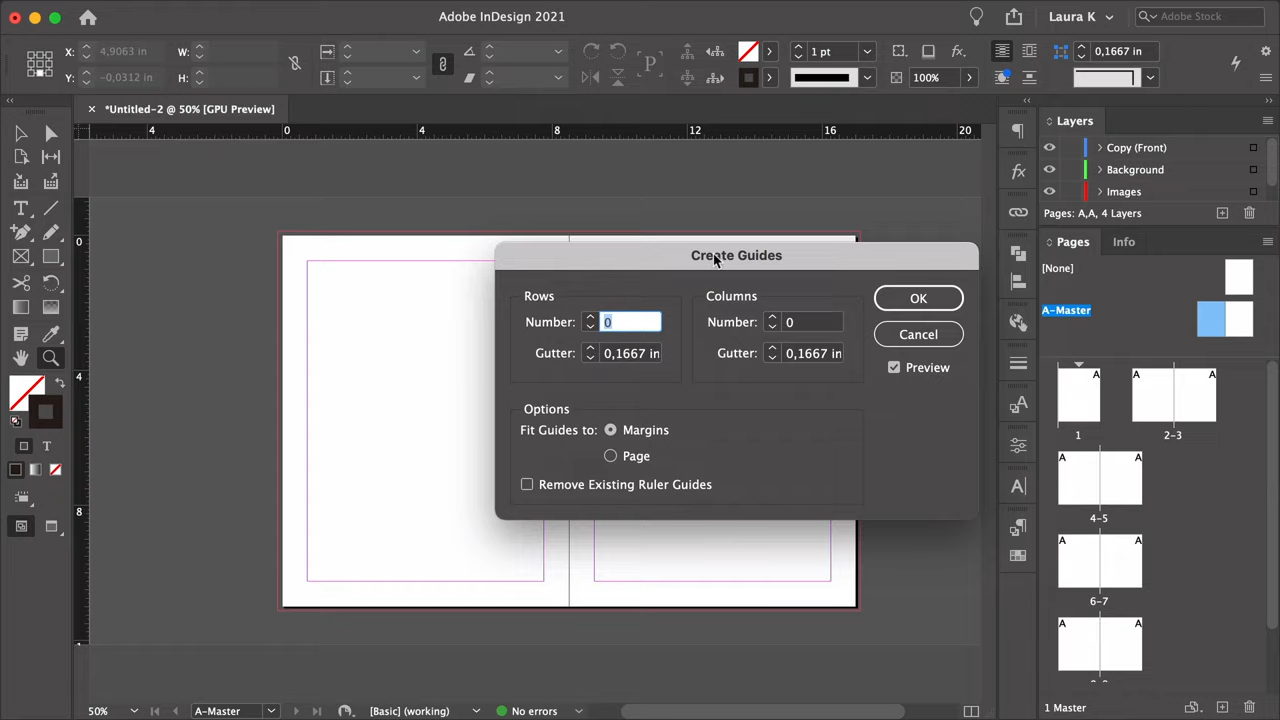 Adobe InDesign 2021
Laura K
Adobe Stock
X: 4,9063 in W:
1 pt
0,1667 in
Y: -0,0312 in H:
P
fx.
100%
*Untitled-2 @ 50% [GPU Preview]
4 0 4 8 12 16 20
Layers
Copy (Front)
Background
Images
Pages: A,A, 4 Layers
Pages Info
[None]
A-Master
0
4
8
Create Guides
Rows
Number: 0
Gutter: 0,1667 in
Columns
Number: 0
Gutter: 0,1667 in
OK
Cancel
Preview
Options
Fit Guides to: Margins
Page
Remove Existing Ruler Guides
fx
T
T
A
A
A
A A
1
2-3
A A
4-5
A A
6-7
A A
50%
A-Master
[Basic] (working)
No errors
1 Master